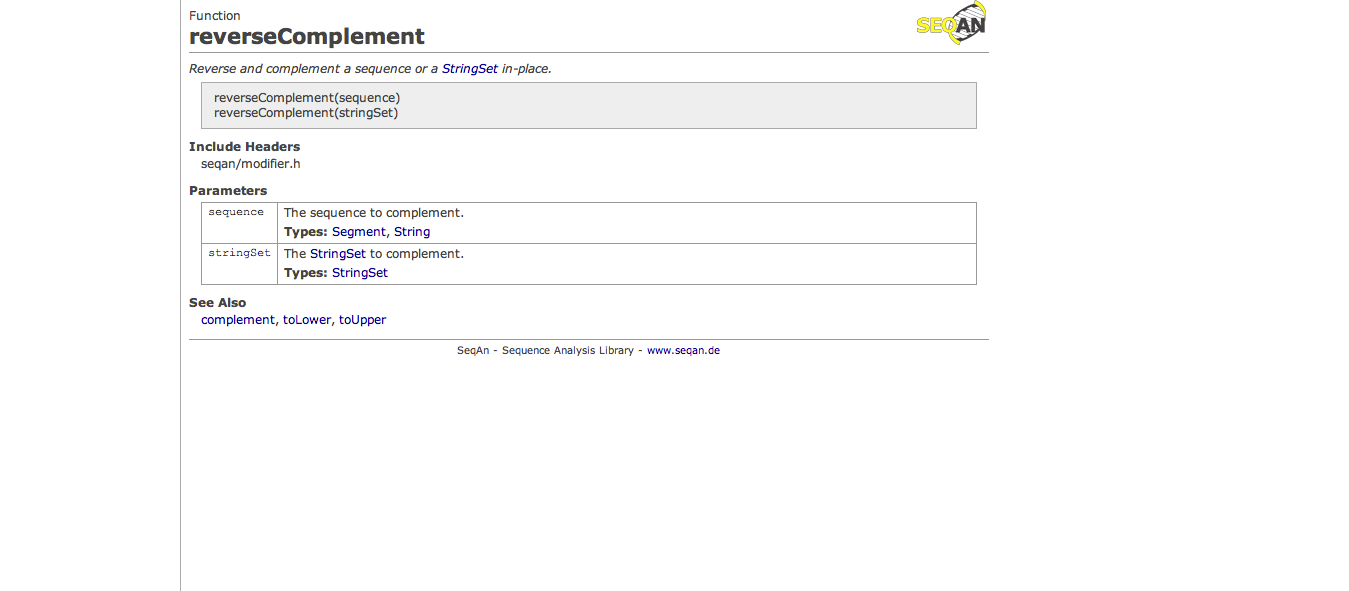 Function
SEQAN
reverseComplement
Reverse and complement a sequence or a StringSet in-place.
reverseComplement(sequence)
reverseComplement(stringSet)
Include Headers
seqan/modifier.h
Parameters
sequence The sequence to complement.
Types: Segment, String
stringSet The StringSet to complement.
Types: StringSet
See Also
complement, toLower, toUpper
SeqAn - Sequence Analysis Library - www.seqan.de